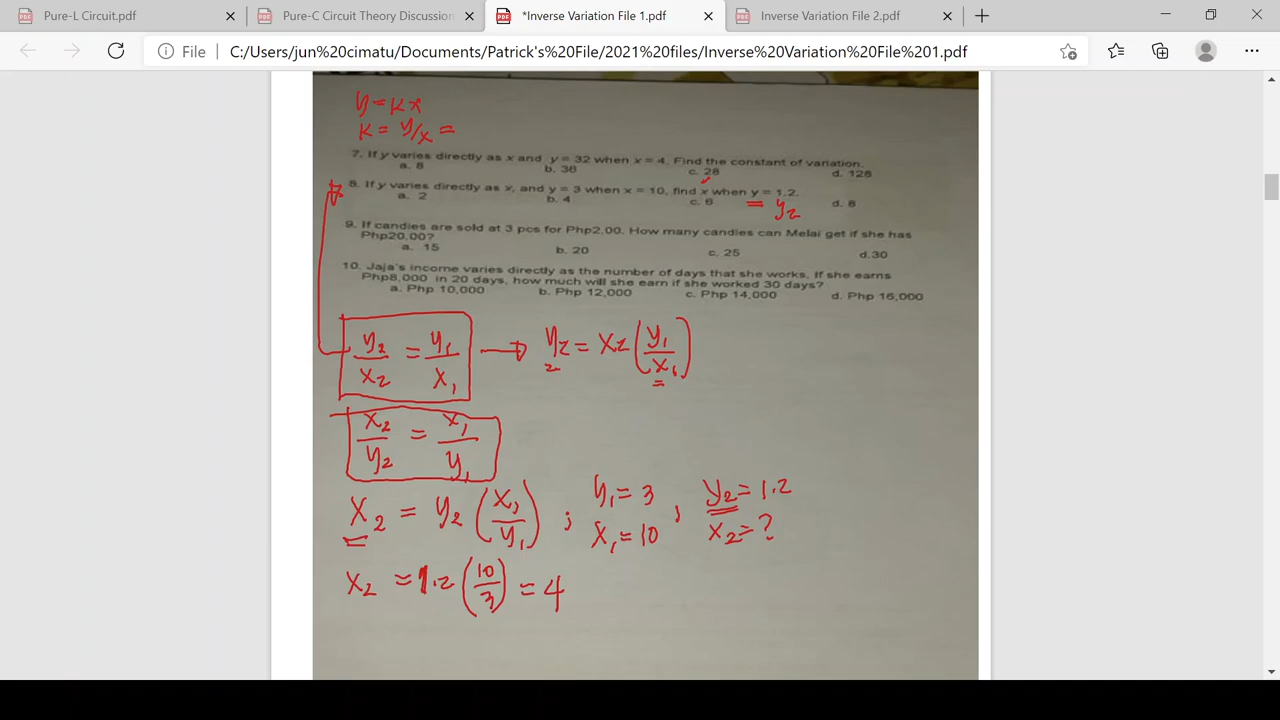 Pure-L Circuit.pdf
Pure-C Circuit Theory Discussion
*Inverse Variation File 1.pdf
Inverse Variation File 2.pdf
File C:/Users/jun%20cimatu/Documents/Patrick's%20File/2021%20files/Inverse%20Variation%20File%201.pdf
y = kx
k = y/x =
7. If y varies directly as x and y = 32 when x = 4. Find the constant of variation.
a. 8 b. 36 c. 28 d. 128
8. If y varies directly as x, and y = 3 when x = 10, find x when y = 1.2.
a. 2 b. 4 c. 6 d. 8
= y2
9. If candies are sold at 3 pcs for Php2.00. How many candies can Melai get if she has
Php20.00?
a. 15 b. 20 c. 25 d.30
10. Jaja's income varies directly as the number of days that she works. If she earns
Php8,000 in 20 days, how much will she earn if she worked 30 days?
a. Php 10,000 b. Php 12,000 c. Php 14,000 d. Php 16,000
y2/x2 = y1/x1 → y2 = x2 (y1/x1)
x2/y2 = x1/y1
x2 = y2 (x1/y1) ; y1 = 3 , y2 = 1.2
x1 = 10 x2 = ?
x2 = 1.2 (10/3) = 4